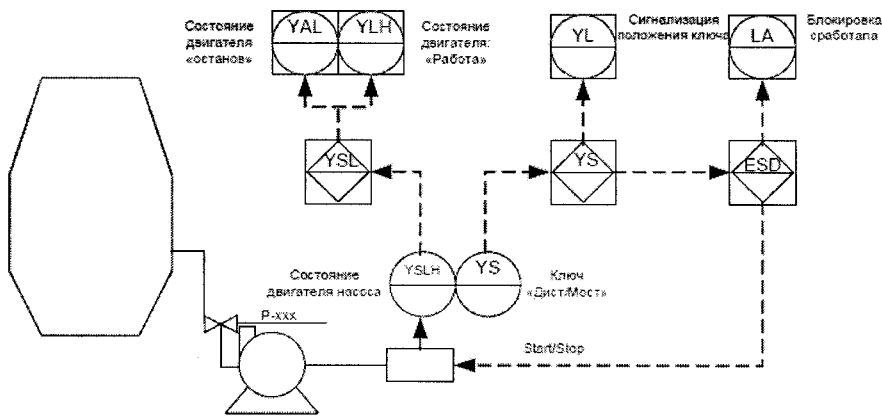 Состояние
двигателя
«останов»
YAL
YLH
Состояние
двигателя:
«Работа»
YL
Сигнализация
положения ключа
LA
Блокировка
сработала
YSL
YS
ESD
Состояние
двигателя насоса
YSLH
YS
Ключ
«Дист/Мост»
P-xxx
Start/Stop